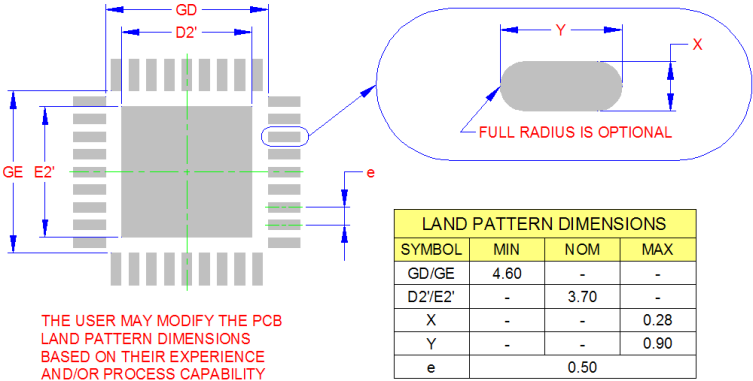 GD
D2'
Y
X
FULL RADIUS IS OPTIONAL
GE
E2'
e
LAND PATTERN DIMENSIONS
SYMBOL MIN NOM MAX
GD/GE 4.60 - -
D2'/E2' - 3.70 -
X - - 0.28
Y - - 0.90
e 0.50
THE USER MAY MODIFY THE PCB
LAND PATTERN DIMENSIONS
BASED ON THEIR EXPERIENCE
AND/OR PROCESS CAPABILITY